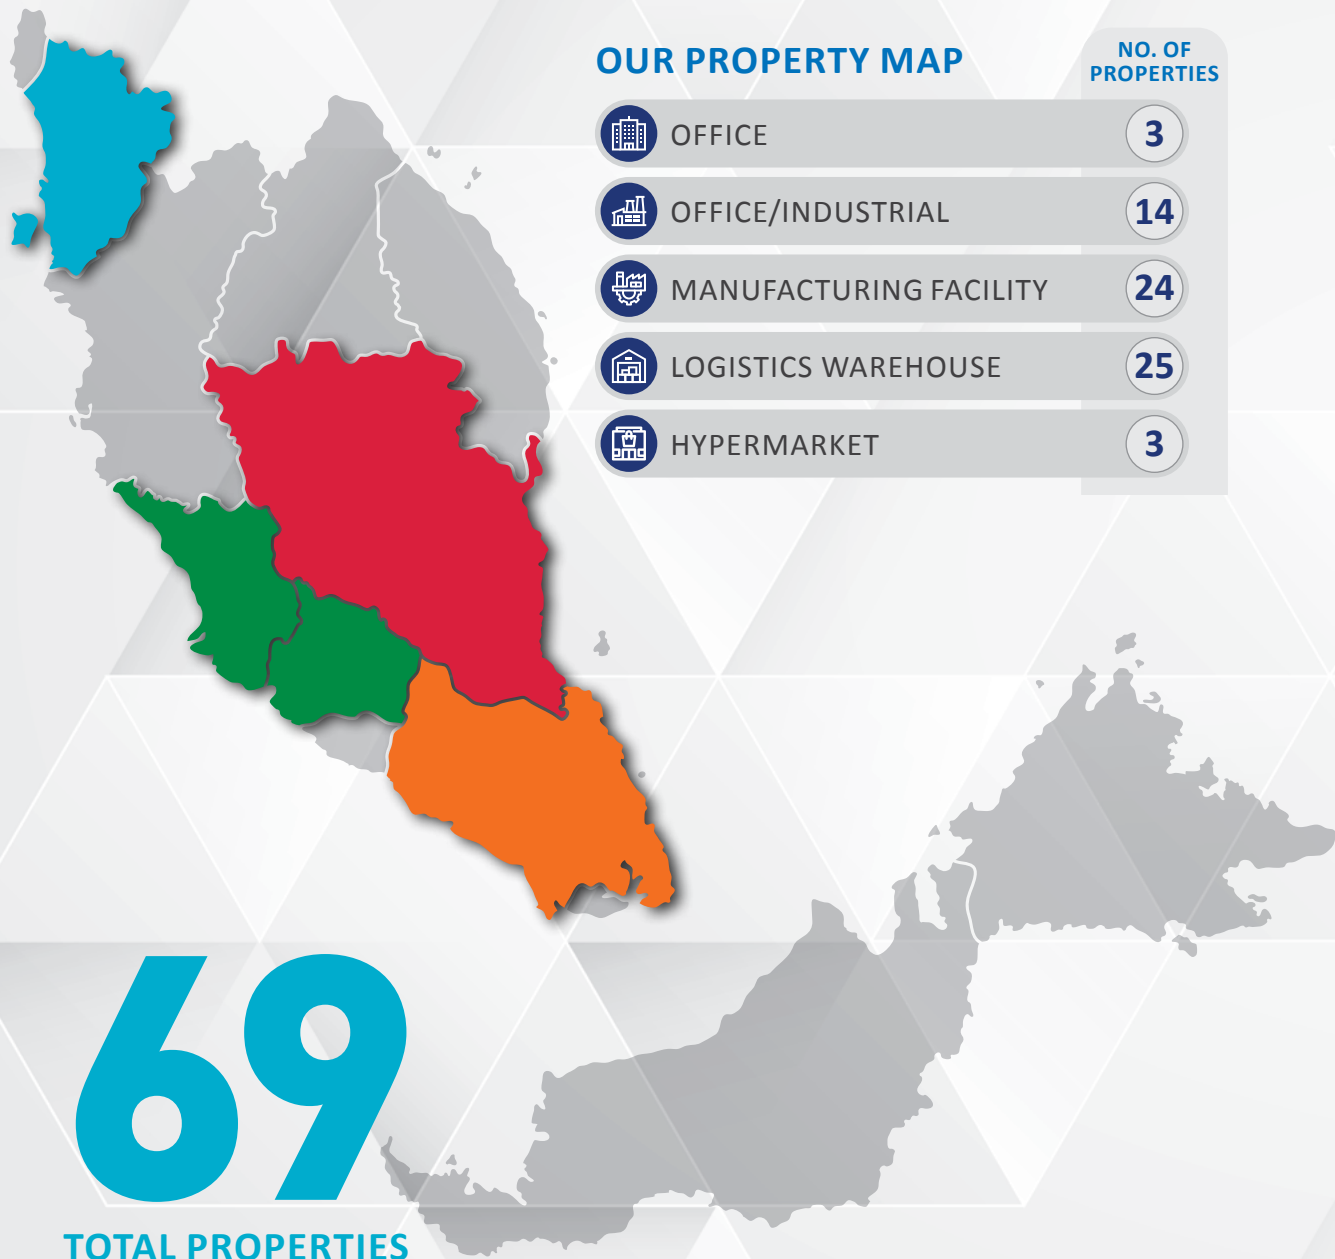 OUR PROPERTY MAP
NO. OF
PROPERTIES
OFFICE 3
OFFICE/INDUSTRIAL 14
MANUFACTURING FACILITY 24
LOGISTICS WAREHOUSE 25
HYPERMARKET 3
69
TOTAL PROPERTIES